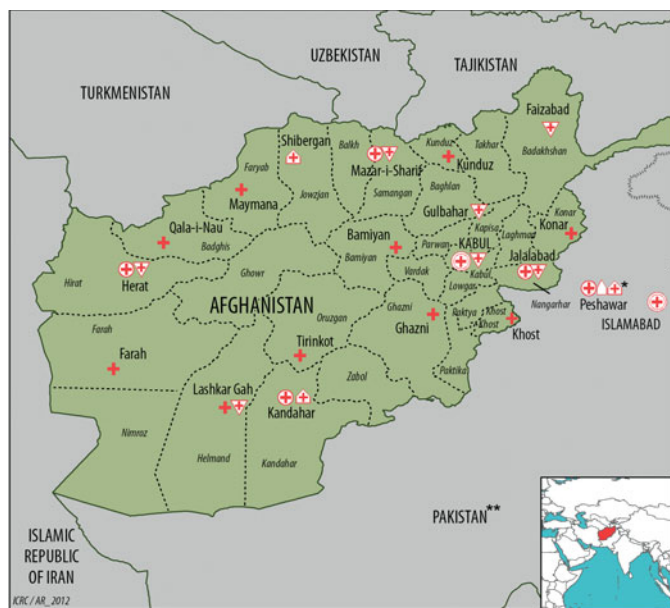 UZBEKISTAN
TAJIKISTAN
TURKMENISTAN
Faizabad
Badakhshan
Shibergan
Balkh
Kunduz
Takhar
Mazar-i-Sharif
Kunduz
Faryab
Jowzjan
Samangan
Baghlan
Maymana
Gulbahar
Kapisa
Konar
Qala-i-Nau
Badghis
Bamiyan
Parwan
KABUL
Laghman
Konar
Bamiyan
Jalalabad
Hirat
Herat
Ghowr
Vardak
Kabul
Lowgas
Nangarhar
Peshawar*
AFGHANISTAN
Ghazni
Paktya
Khost
Khost
ISLAMABAD
Farah
Oruzgan
Ghazni
Khost
Farah
Tirinkot
Paktika
Lashkar Gah
Zabol
Kandahar
Nimroz
Helmand
Kandahar
PAKISTAN**
ISLAMIC
REPUBLIC
OF IRAN
ICRC / AR_2012